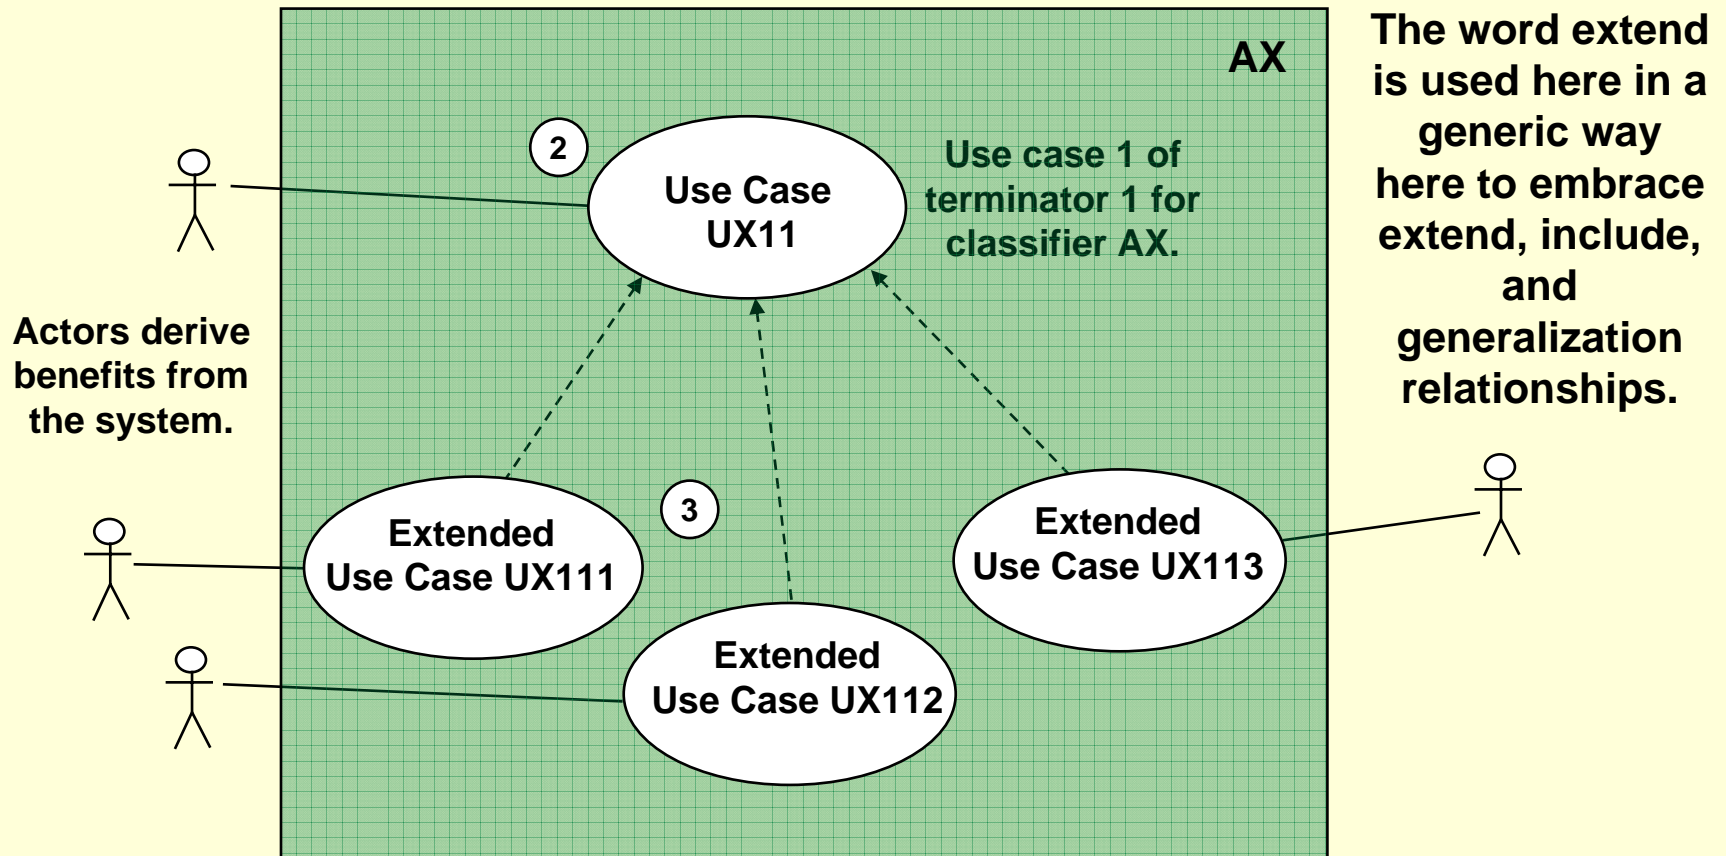 AX
The word extend
is used here in a
generic way
here to embrace
extend, include,
and
generalization
relationships.
2
Use Case
UX11
Use case 1 of
terminator 1 for
classifier AX.
Actors derive
benefits from
the system.
3
Extended
Use Case UX111
Extended
Use Case UX113
Extended
Use Case UX112